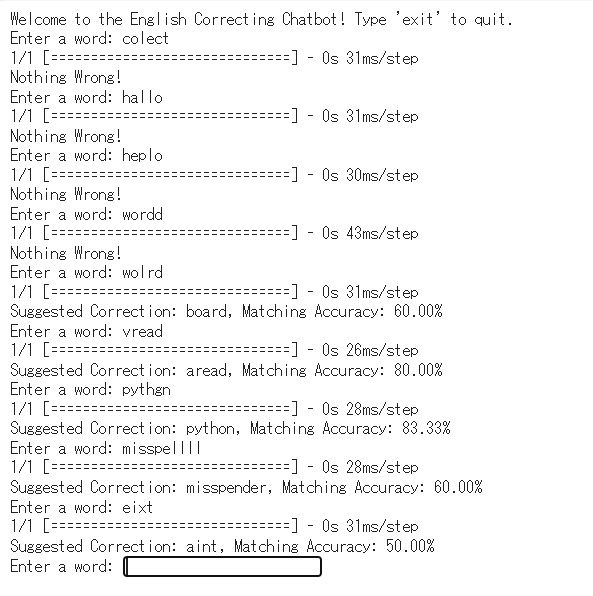 Welcome to the English Correcting Chatbot! Type 'exit' to quit.
Enter a word: colect
1/1 [==============================] - 0s 31ms/step
Nothing Wrong!
Enter a word: hallo
1/1 [==============================] - 0s 31ms/step
Nothing Wrong!
Enter a word: heplo
1/1 [==============================] - 0s 30ms/step
Nothing Wrong!
Enter a word: wordd
1/1 [==============================] - 0s 43ms/step
Nothing Wrong!
Enter a word: wolrd
1/1 [==============================] - 0s 31ms/step
Suggested Correction: board, Matching Accuracy: 60.00%
Enter a word: vread
1/1 [==============================] - 0s 26ms/step
Suggested Correction: aread, Matching Accuracy: 80.00%
Enter a word: pythgn
1/1 [==============================] - 0s 28ms/step
Suggested Correction: python, Matching Accuracy: 83.33%
Enter a word: misspellll
1/1 [==============================] - 0s 28ms/step
Suggested Correction: misspender, Matching Accuracy: 60.00%
Enter a word: eixt
1/1 [==============================] - 0s 31ms/step
Suggested Correction: aint, Matching Accuracy: 50.00%
Enter a word: